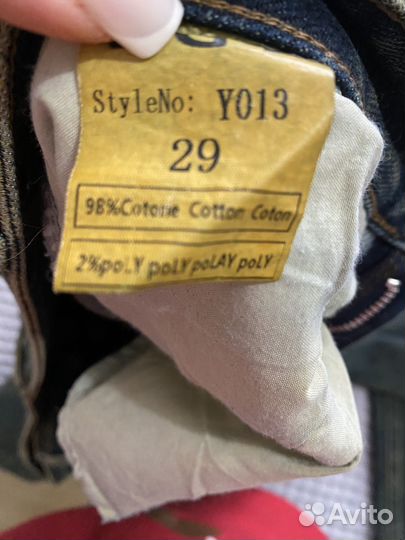 StyleNo: Y013
29
98%Cotone Cotton Coton
2%poLY poLY poLAY poLY
Avito